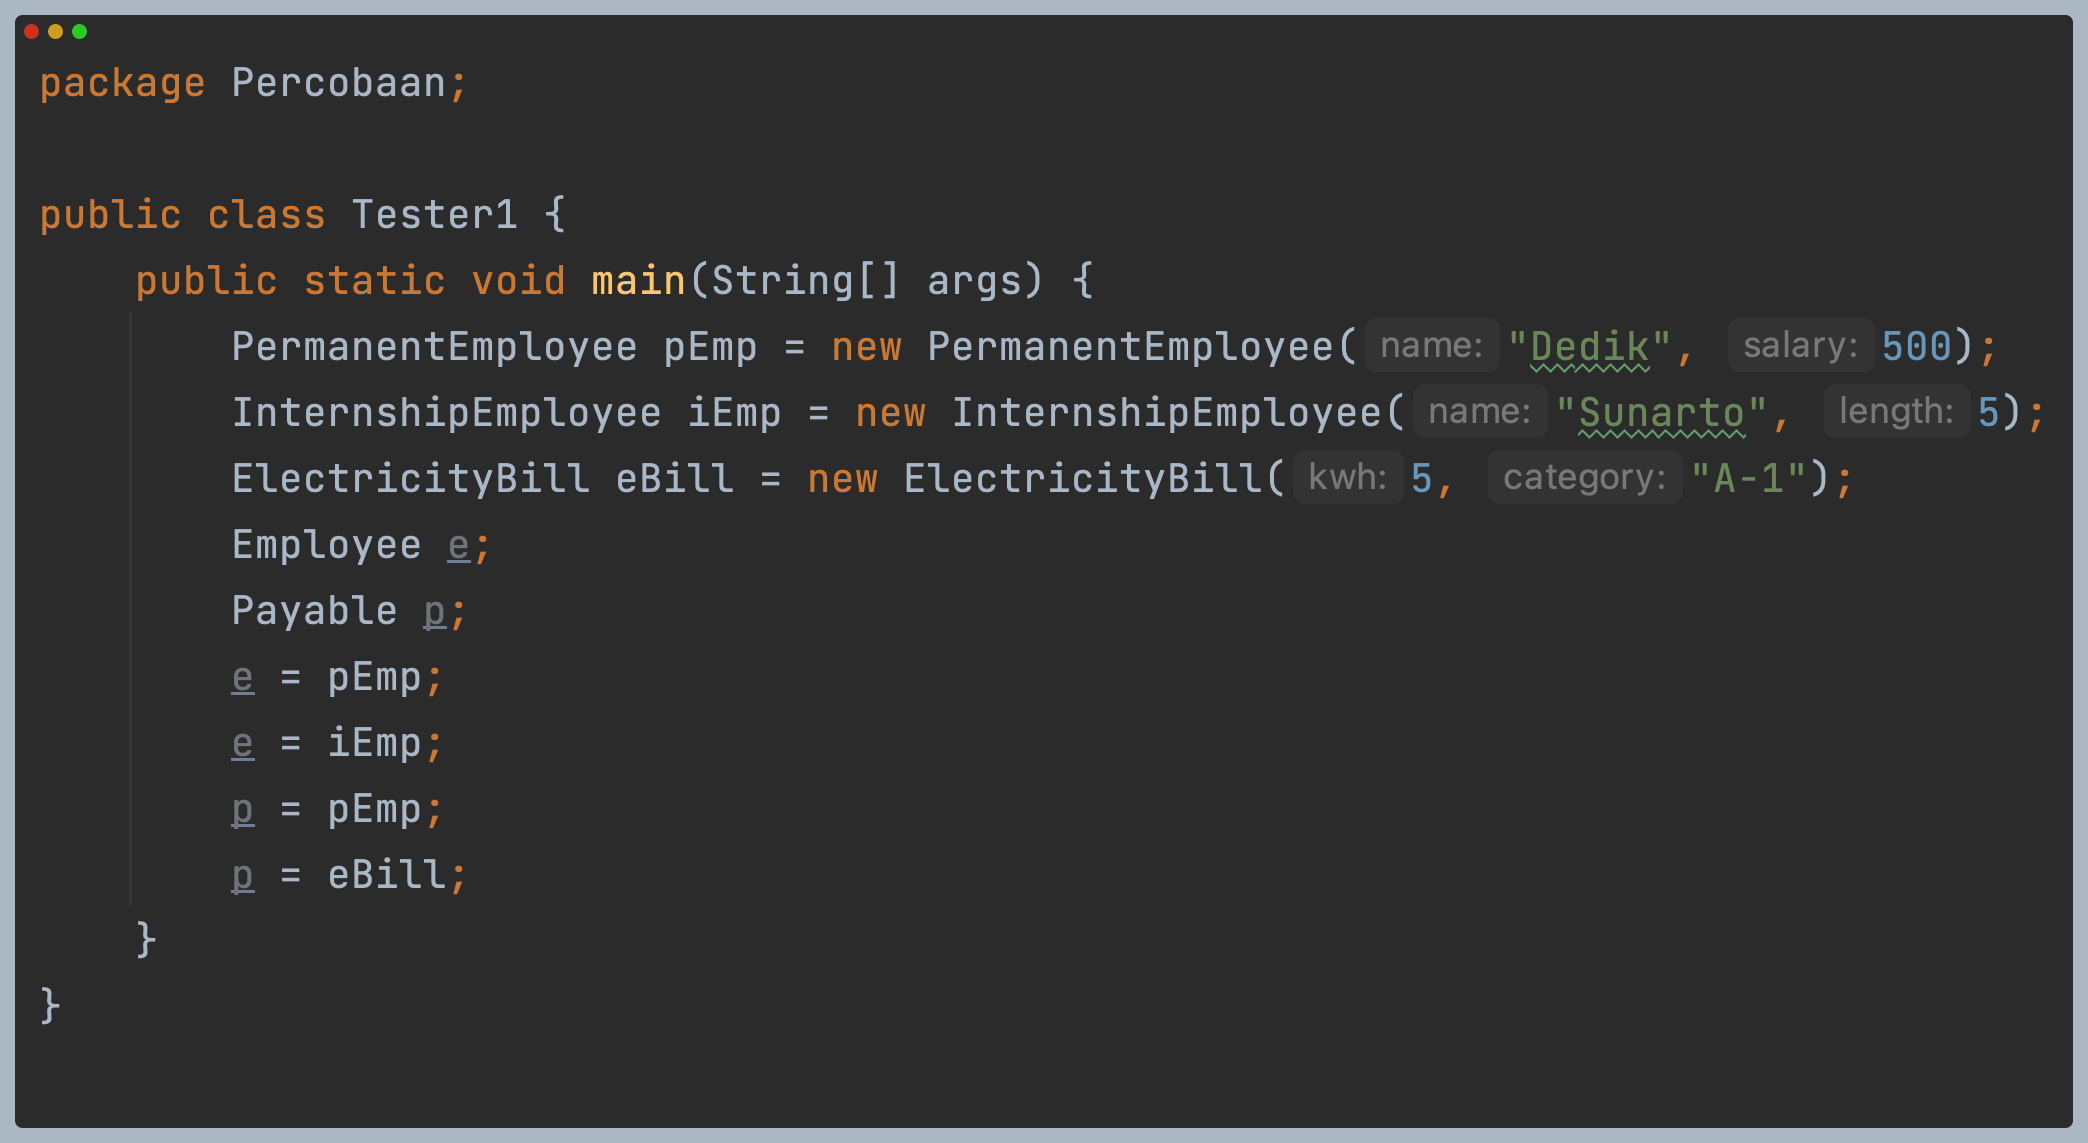 package Percobaan;
public class Tester1 {
public static void main(String[] args) {
PermanentEmployee pEmp = new PermanentEmployee( name: "Dedik", salary: 500);
InternshipEmployee iEmp = new InternshipEmployee( name: "Sunarto", length: 5);
ElectricityBill eBill = new ElectricityBill( kwh: 5, category: "A-1");
Employee e;
Payable p;
e = pEmp;
e = iEmp;
p = pEmp;
p = eBill;
}
}